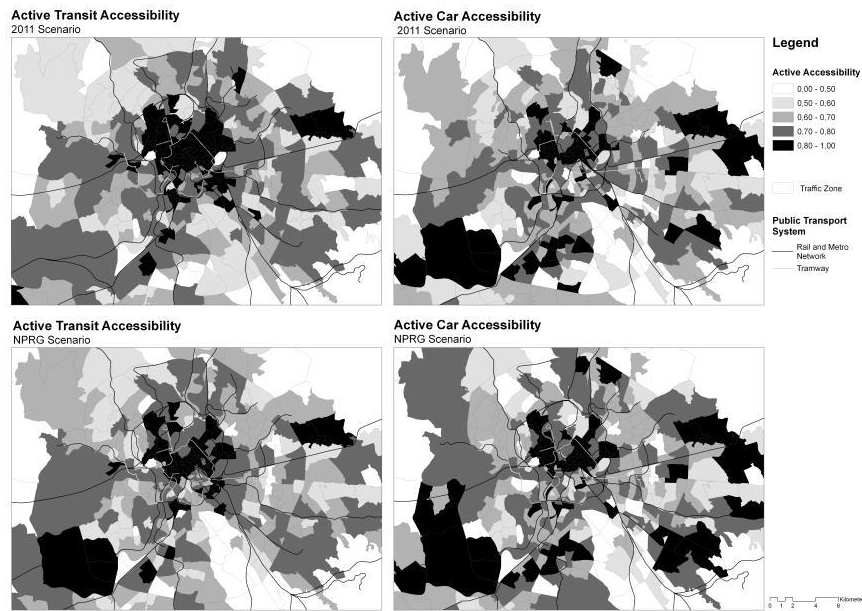 Active Transit Accessibility
2011 Scenario
Active Car Accessibility
2011 Scenario
Legend
Active Accessibility
0,00 - 0,50
0,50 - 0,60
0,60 - 0,70
0,70 - 0,80
0,80 - 1,00
Traffic Zone
Public Transport
System
Rail and Metro
Network
Tramway
Active Transit Accessibility
NPRG Scenario
Active Car Accessibility
NPRG Scenario
Kilomete
0 1 2 4 6